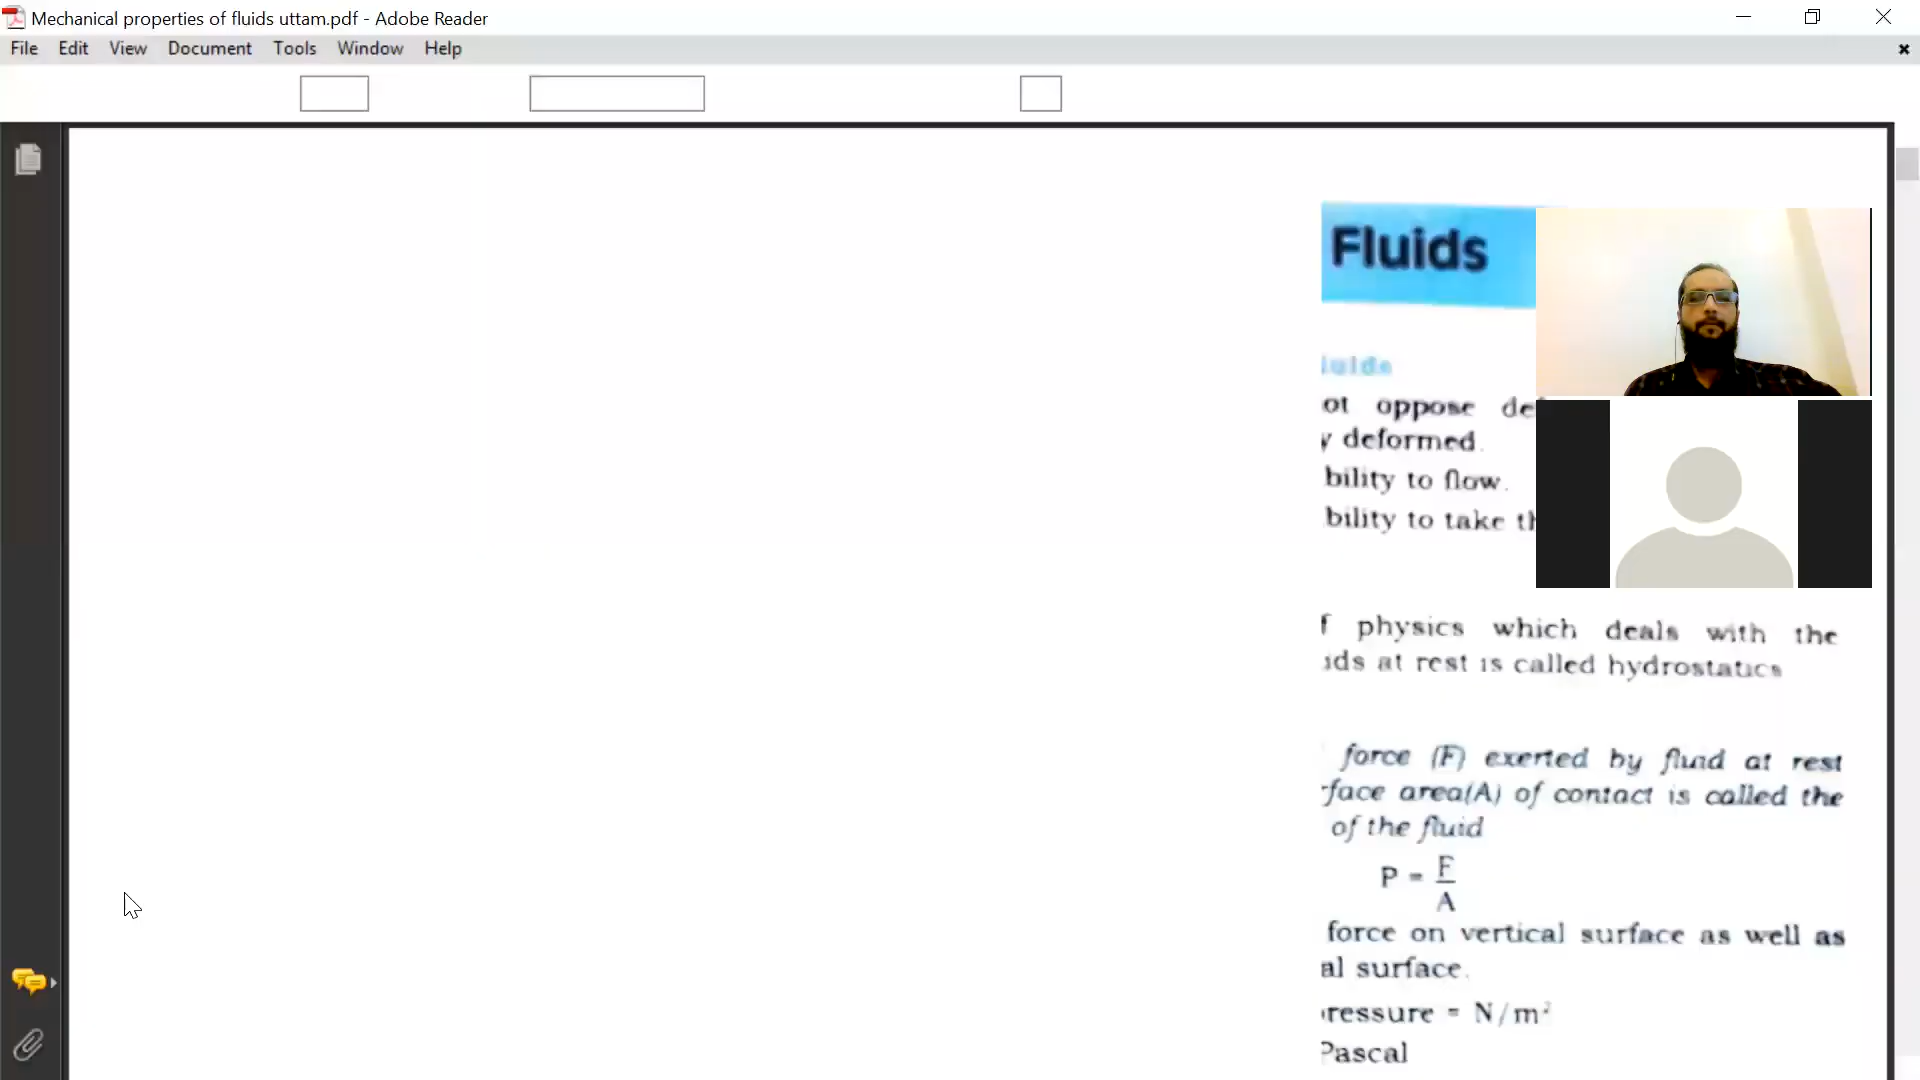 Mechanical properties of fluids uttam.pdf - Adobe Reader
File Edit View Document Tools Window Help
Fluids
ot oppose de
y deformed.
bility to flow.
bility to take th
f physics which deals with the
ids at rest is called hydrostatics
force (F) exerted by fluid at rest
rface area(A) of contact is called the
of the fluid
P = F
A
force on vertical surface as well as
al surface.
ressure = N/m²
Pascal